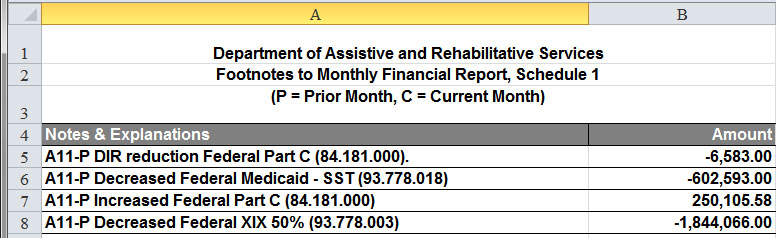 A B
1 Department of Assistive and Rehabilitative Services
2 Footnotes to Monthly Financial Report, Schedule 1
3 (P = Prior Month, C = Current Month)
4 Notes & Explanations Amount
5 A11-P DIR reduction Federal Part C (84.181.000). -6,583.00
6 A11-P Decreased Federal Medicaid - SST (93.778.018) -602,593.00
7 A11-P Increased Federal Part C (84.181.000) 250,105.58
8 A11-P Decreased Federal XIX 50% (93.778.003) -1,844,066.00